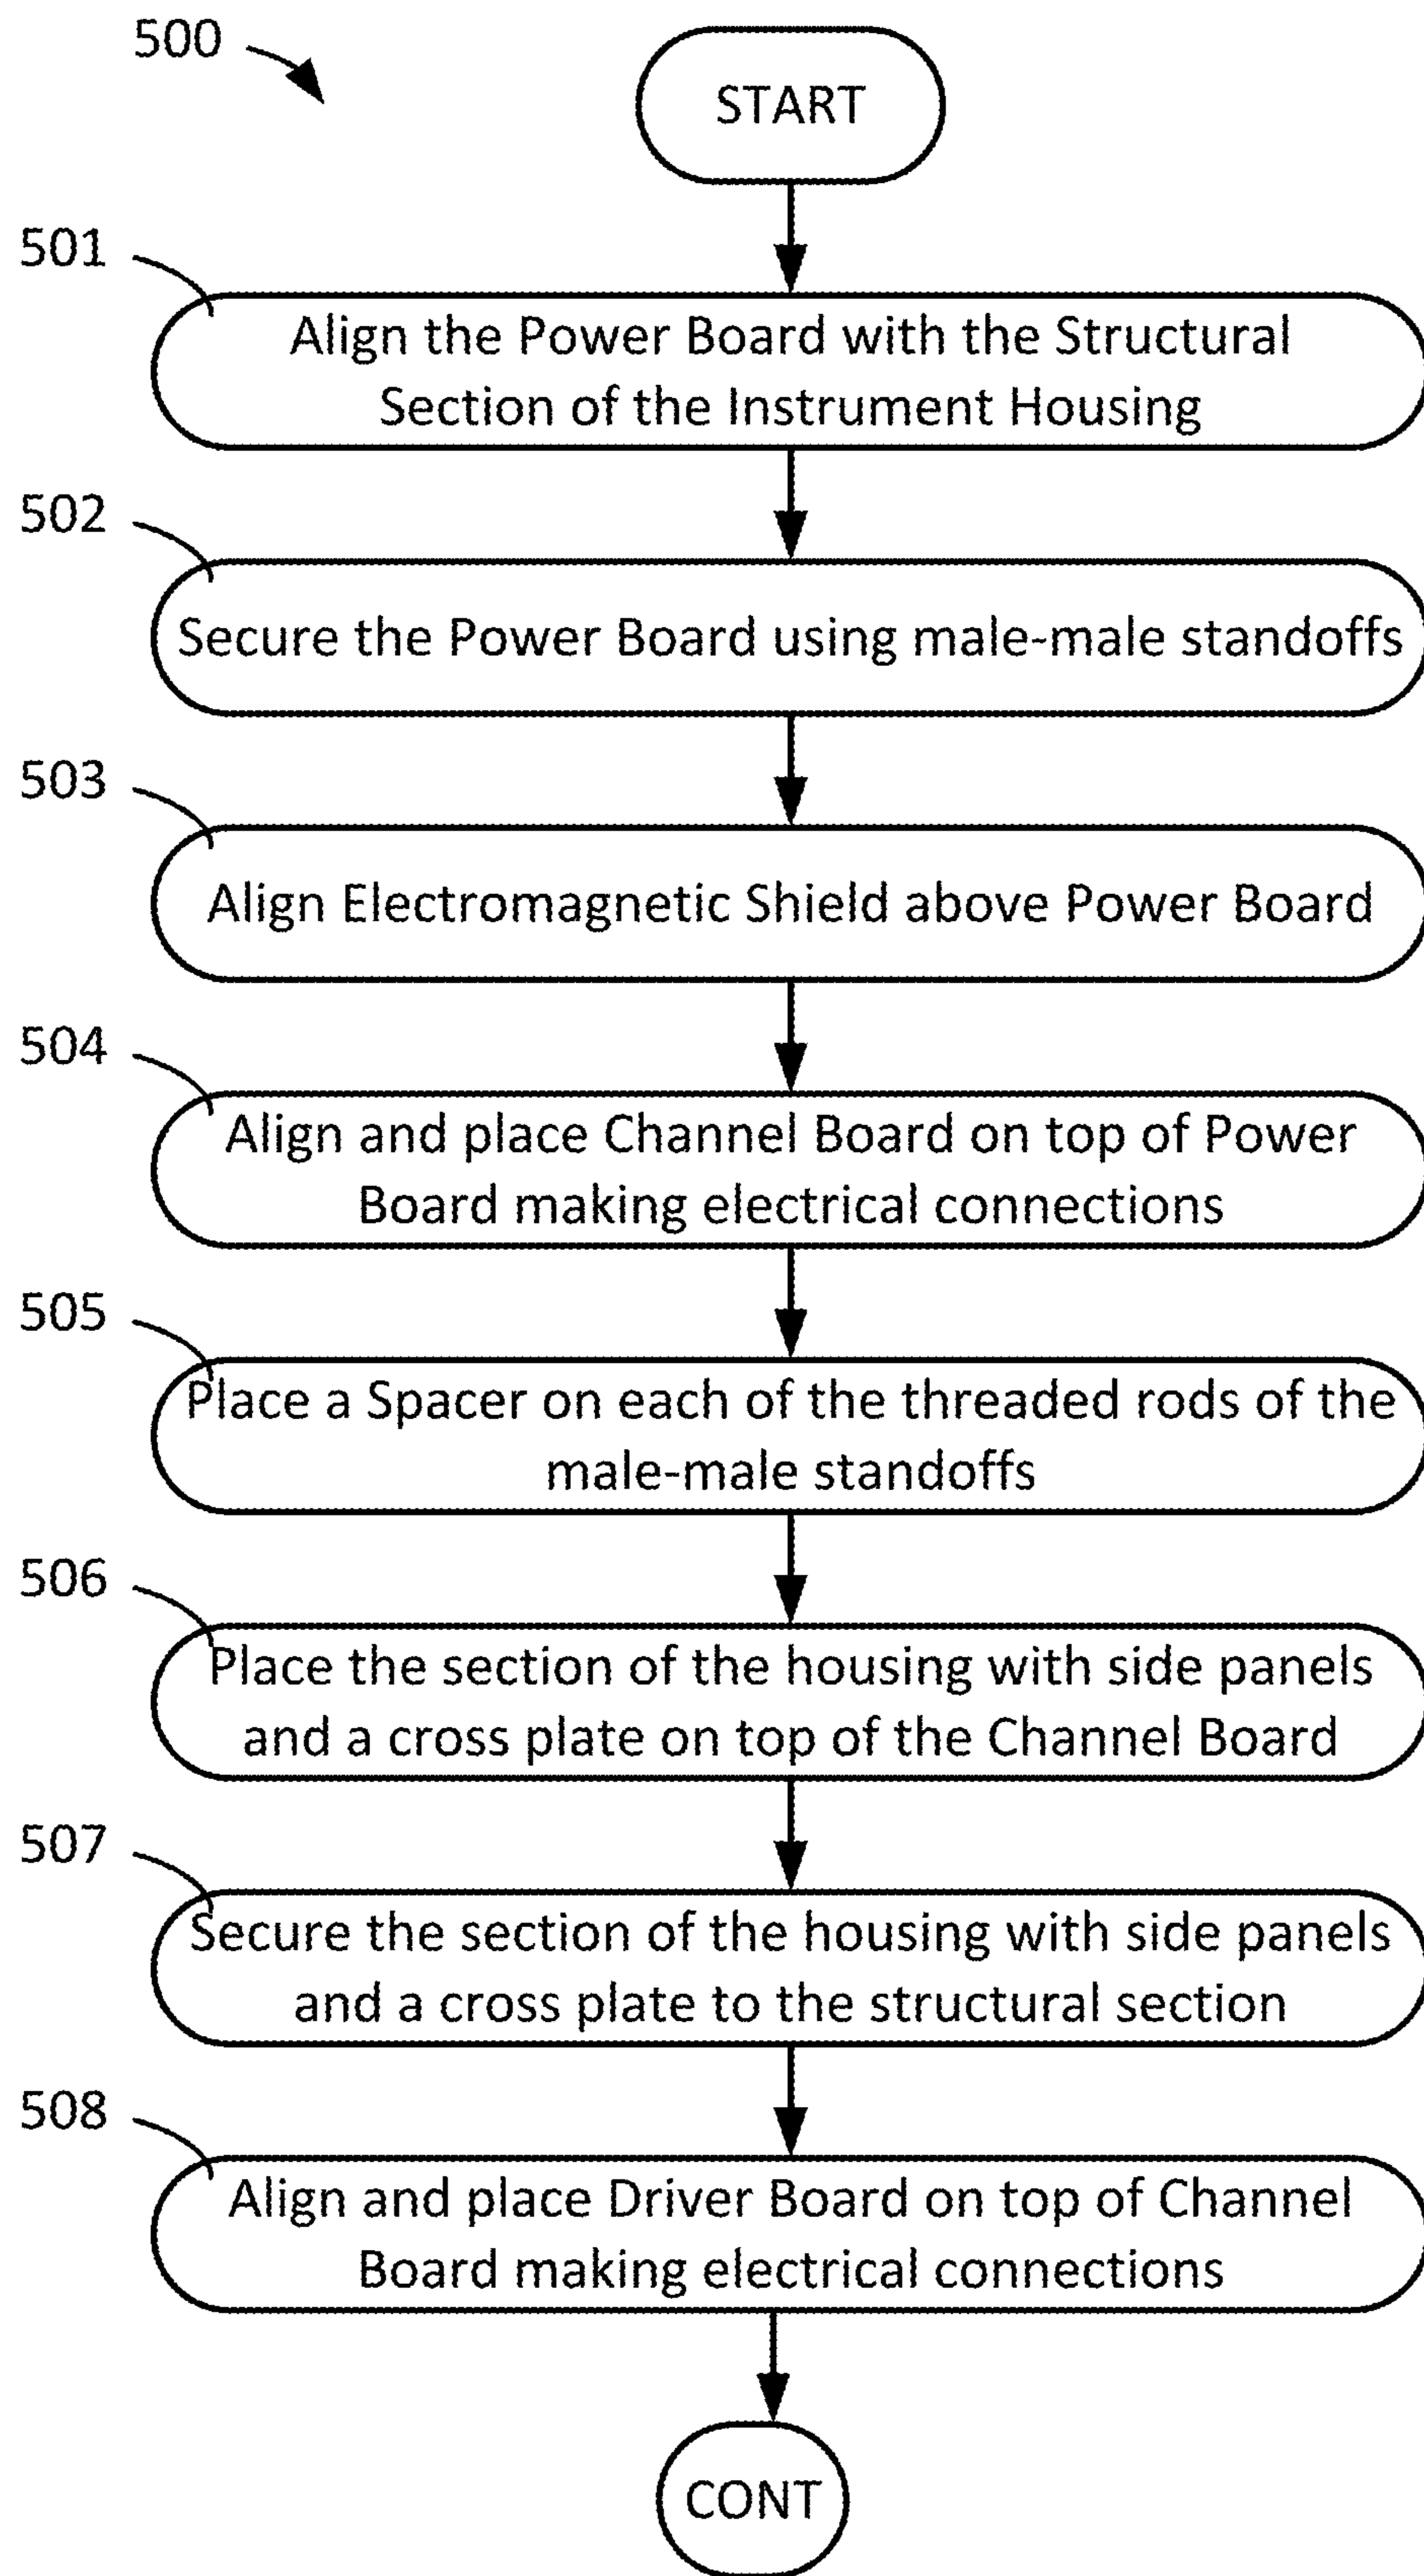 500
START
501
Align the Power Board with the Structural
Section of the Instrument Housing
502
Secure the Power Board using male-male standoffs
503
Align Electromagnetic Shield above Power Board
504
Align and place Channel Board on top of Power
Board making electrical connections
505
Place a Spacer on each of the threaded rods of the
male-male standoffs
506
Place the section of the housing with side panels
and a cross plate on top of the Channel Board
507
Secure the section of the housing with side panels
and a cross plate to the structural section
508
Align and place Driver Board on top of Channel
Board making electrical connections
CONT